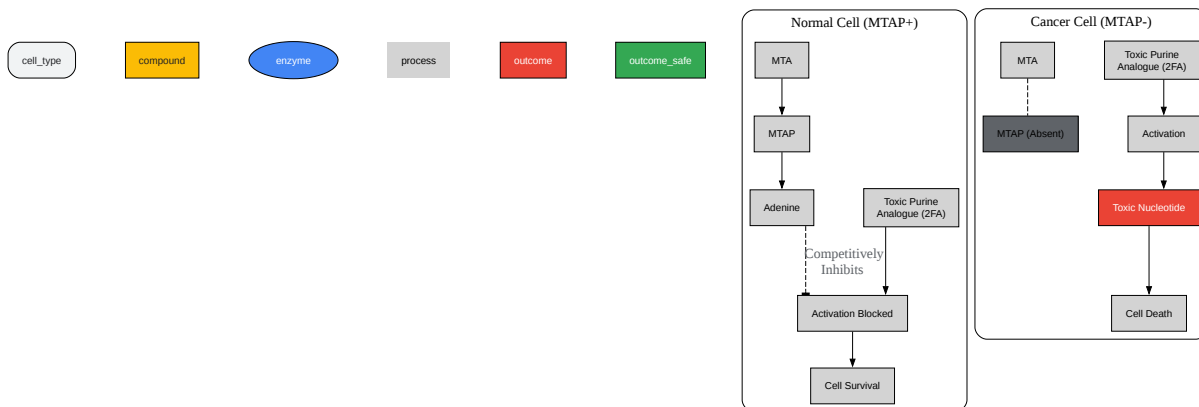 cell_type
compound
enzyme
process
outcome
outcome_safe
Normal Cell (MTAP+)
MTA
MTAP
Adenine
Toxic Purine
Analogue (2FA)
Competitively
Inhibits
Activation Blocked
Cell Survival
Cancer Cell (MTAP-)
MTA
MTAP (Absent)
Toxic Purine
Analogue (2FA)
Activation
Toxic Nucleotide
Cell Death